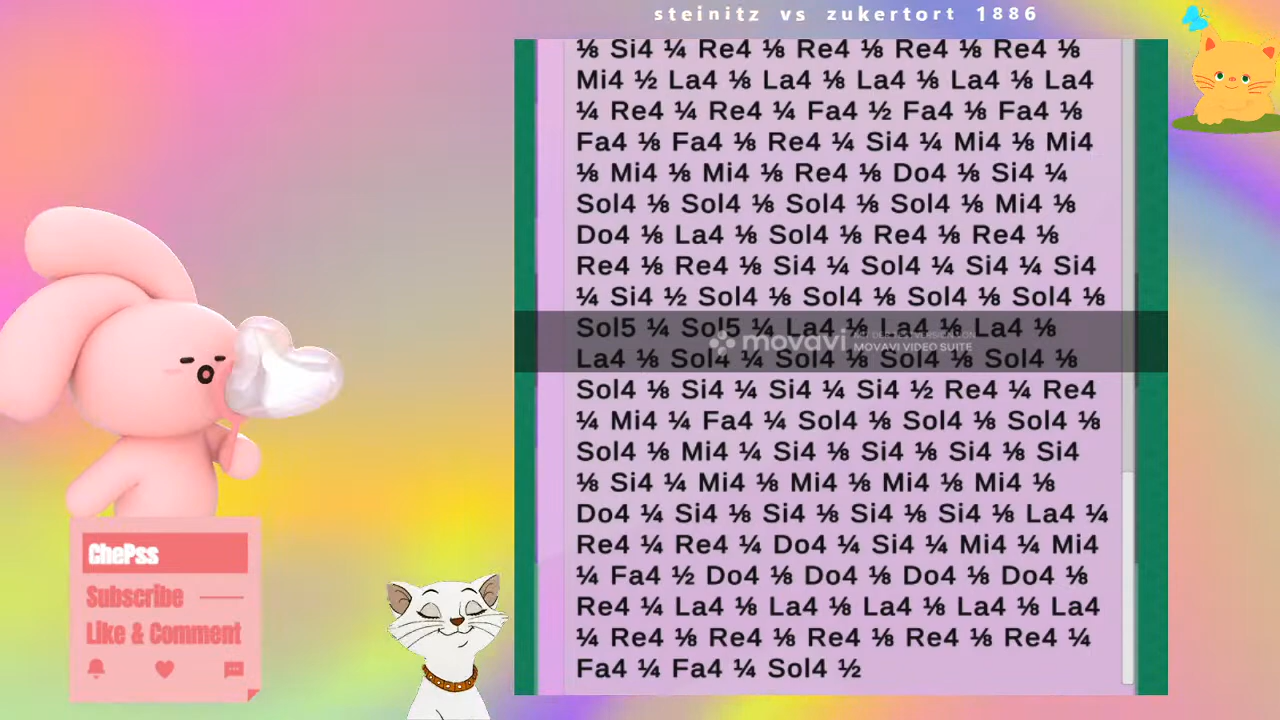 steinitz vs zukertort 1886
⅛ Si4 ¼ Re4 ⅛ Re4 ⅛ Re4 ⅛ Re4 ⅛
Mi4 ½ La4 ⅛ La4 ⅛ La4 ⅛ La4 ⅛ La4
¼ Re4 ¼ Re4 ¼ Fa4 ½ Fa4 ⅛ Fa4 ⅛
Fa4 ⅛ Fa4 ⅛ Re4 ¼ Si4 ¼ Mi4 ⅛ Mi4
⅛ Mi4 ⅛ Mi4 ⅛ Re4 ⅛ Do4 ⅛ Si4 ¼
Sol4 ⅛ Sol4 ⅛ Sol4 ⅛ Sol4 ⅛ Mi4 ⅛
Do4 ⅛ La4 ⅛ Sol4 ⅛ Re4 ⅛ Re4 ⅛
Re4 ⅛ Re4 ⅛ Si4 ¼ Sol4 ¼ Si4 ¼ Si4
¼ Si4 ½ Sol4 ⅛ Sol4 ⅛ Sol4 ⅛ Sol4 ⅛
Sol5 ¼ Sol5 ¼ La4 ⅛ La4 ⅛ La4 ⅛
movavi
MOVAVI VIDEO SUITE
La4 ⅛ Sol4 ¼ Sol4 ⅛ Sol4 ⅛ Sol4 ⅛
Sol4 ⅛ Si4 ¼ Si4 ¼ Si4 ½ Re4 ¼ Re4
¼ Mi4 ¼ Fa4 ¼ Sol4 ⅛ Sol4 ⅛ Sol4 ⅛
Sol4 ⅛ Mi4 ¼ Si4 ⅛ Si4 ⅛ Si4 ⅛ Si4
⅛ Si4 ¼ Mi4 ⅛ Mi4 ⅛ Mi4 ⅛ Mi4 ⅛
Do4 ¼ Si4 ⅛ Si4 ⅛ Si4 ⅛ Si4 ⅛ La4 ¼
Re4 ¼ Re4 ¼ Do4 ¼ Si4 ¼ Mi4 ¼ Mi4
¼ Fa4 ½ Do4 ⅛ Do4 ⅛ Do4 ⅛ Do4 ⅛
Re4 ¼ La4 ⅛ La4 ⅛ La4 ⅛ La4 ⅛ La4
¼ Re4 ⅛ Re4 ⅛ Re4 ⅛ Re4 ⅛ Re4 ¼
Fa4 ¼ Fa4 ¼ Sol4 ½
ChePss
Subscribe
Like & Comment